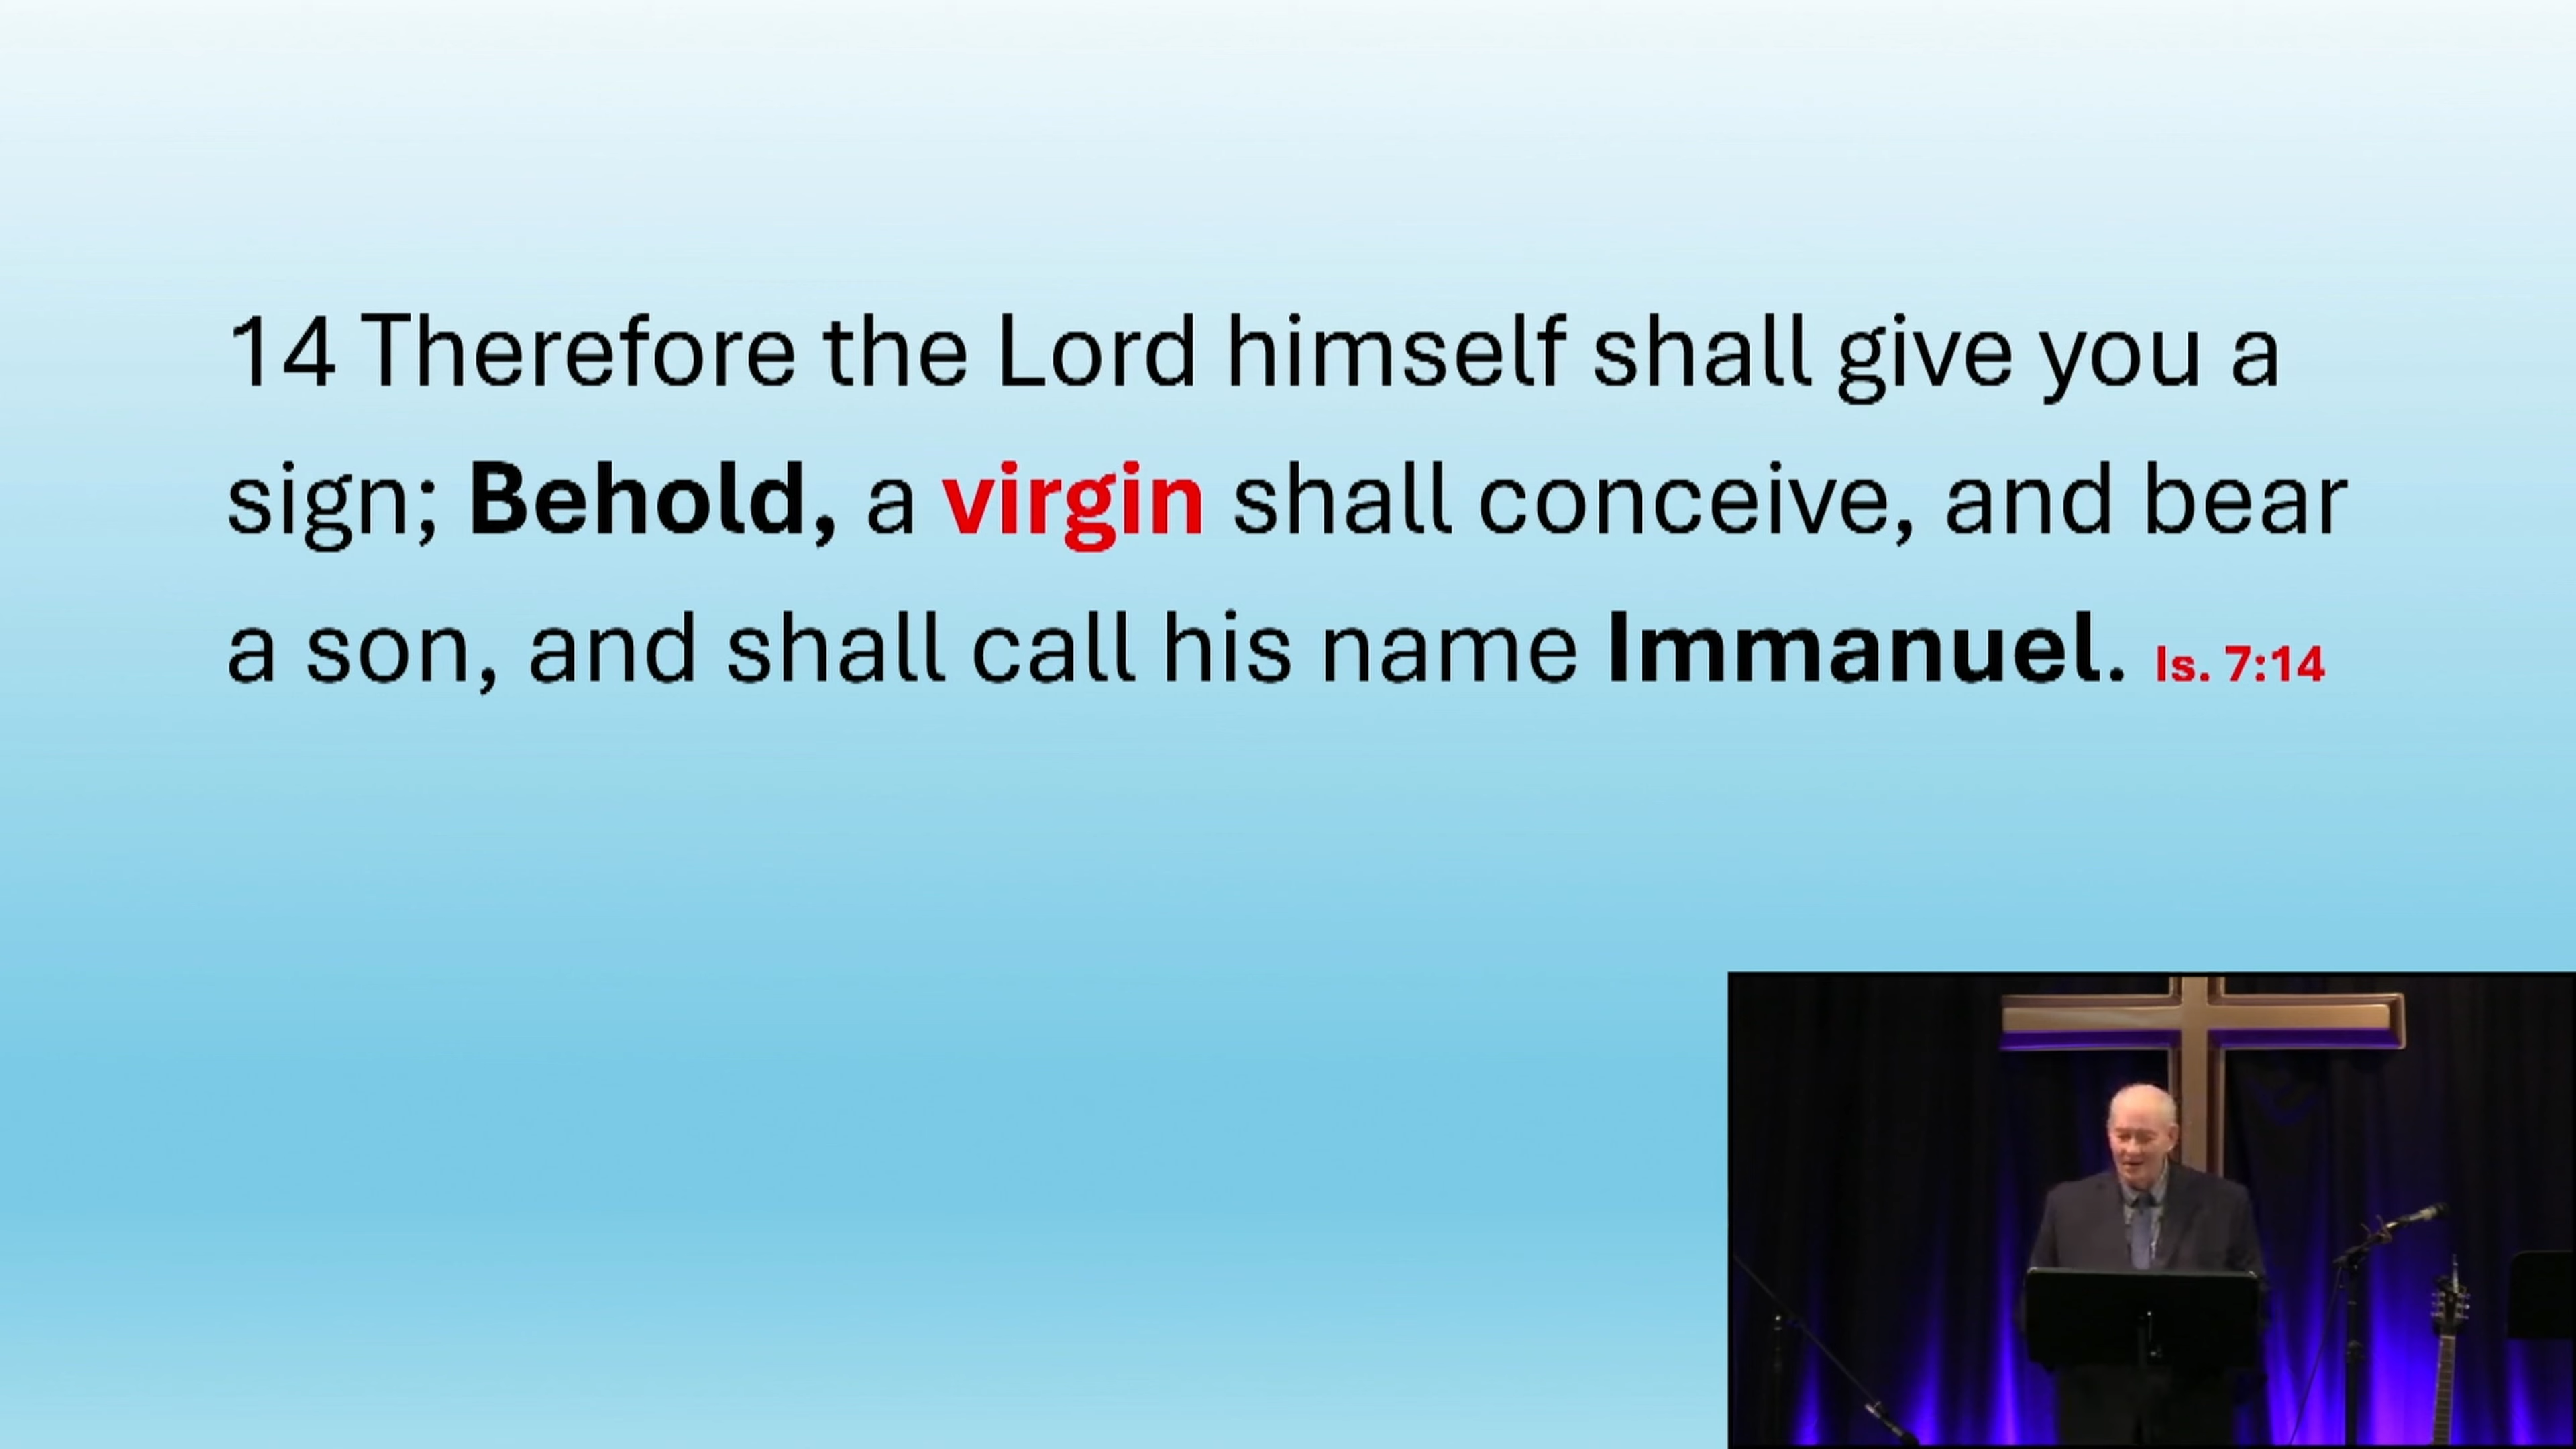 14 Therefore the Lord himself shall give you a
sign; Behold, a virgin shall conceive, and bear
a son, and shall call his name Immanuel. Is. 7:14